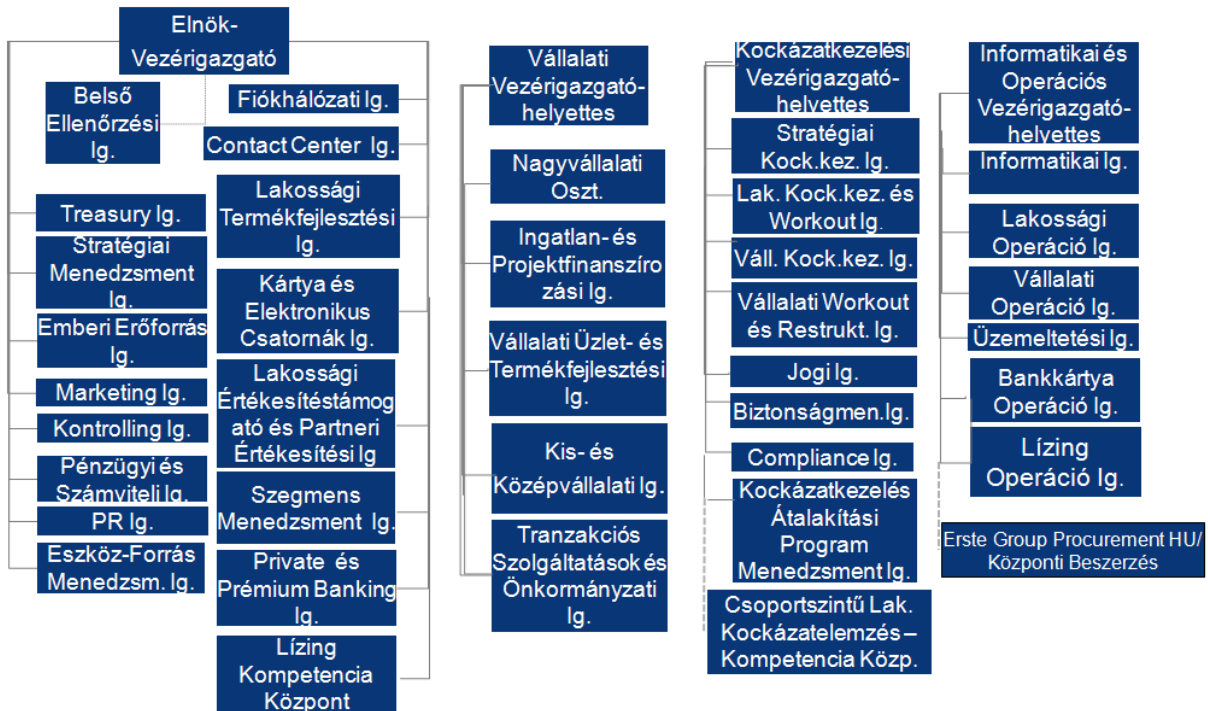 Elnök-
Vezérigazgató
Belső
Ellenőrzési
Ig.
Fiókhálózati Ig.
Contact Center Ig.
Treasury Ig.
Stratégiai
Menedzsment
Ig.
Emberi Erőforrás
Ig.
Marketing Ig.
Kontrolling Ig.
Pénzügyi és
Számviteli Ig.
PR Ig.
Eszköz-Forrás
Menedzsm. Ig.
Lakossági
Termékfejlesztési
Ig.
Kártya és
Elektronikus
Csatornák Ig.
Lakossági
Értékesítéstámog
ató és Partneri
Értékesítési Ig
Szegmens
Menedzsment Ig.
Private és
Prémium Banking
Ig.
Lízing
Kompetencia
Központ
Vállalati
Vezérigazgató-
helyettes
Nagyvállalati
Oszt.
Ingatlan- és
Projektfinanszíro
zási Ig.
Vállalati Üzlet- és
Termékfejlesztési
Ig.
Kis- és
Középvállalati Ig.
Tranzakciós
Szolgáltatások és
Önkormányzati
Ig.
Kockázatkezelési
Vezérigazgató-
helyettes
Stratégiai
Kock.kez. Ig.
Lak. Kock.kez. és
Workout Ig.
Váll. Kock.kez. Ig.
Vállalati Workout
és Restrukt. Ig.
Jogi Ig.
Biztonságmen.Ig.
Compliance Ig.
Kockázatkezelés
Átalakítási
Program
Menedzsment Ig.
Csoportszintű Lak.
Kockázatelemzés –
Kompetencia Közp.
Informatikai és
Operációs
Vezérigazgató-
helyettes
Informatikai Ig.
Lakossági
Operáció Ig.
Vállalati
Operáció Ig.
Üzemeltetési Ig.
Bankkártya
Operáció Ig.
Lízing
Operáció Ig.
Erste Group Procurement HU/
Központi Beszerzés